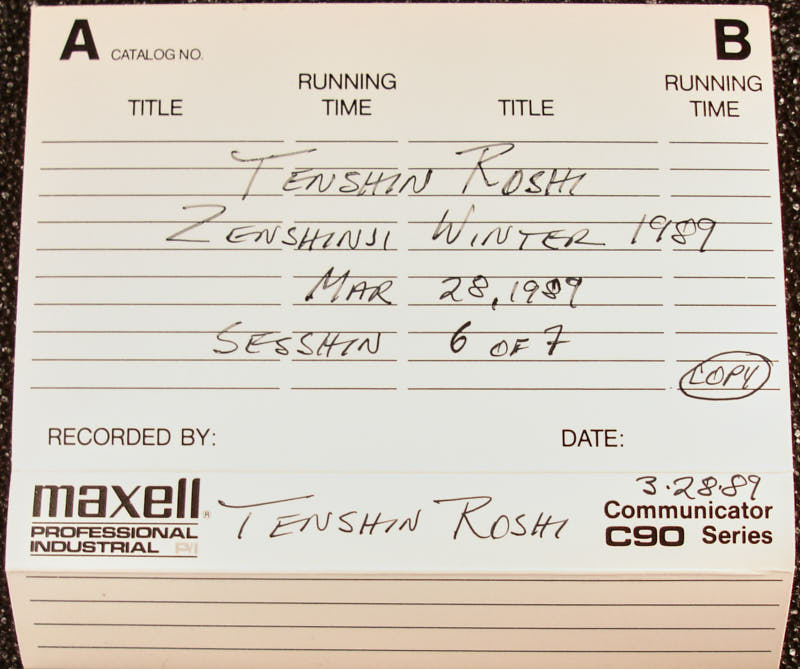 A CATALOG NO. B
TITLE RUNNING TIME TITLE RUNNING TIME
TENSHIN ROSHI
ZENSHINJI WINTER 1989
MAR 28, 1989
SESSHIN 6 OF 7
COPY
RECORDED BY: DATE:
maxell® TENSHIN ROSHI 3·28·89
PROFESSIONAL Communicator
INDUSTRIAL P/I C90 Series